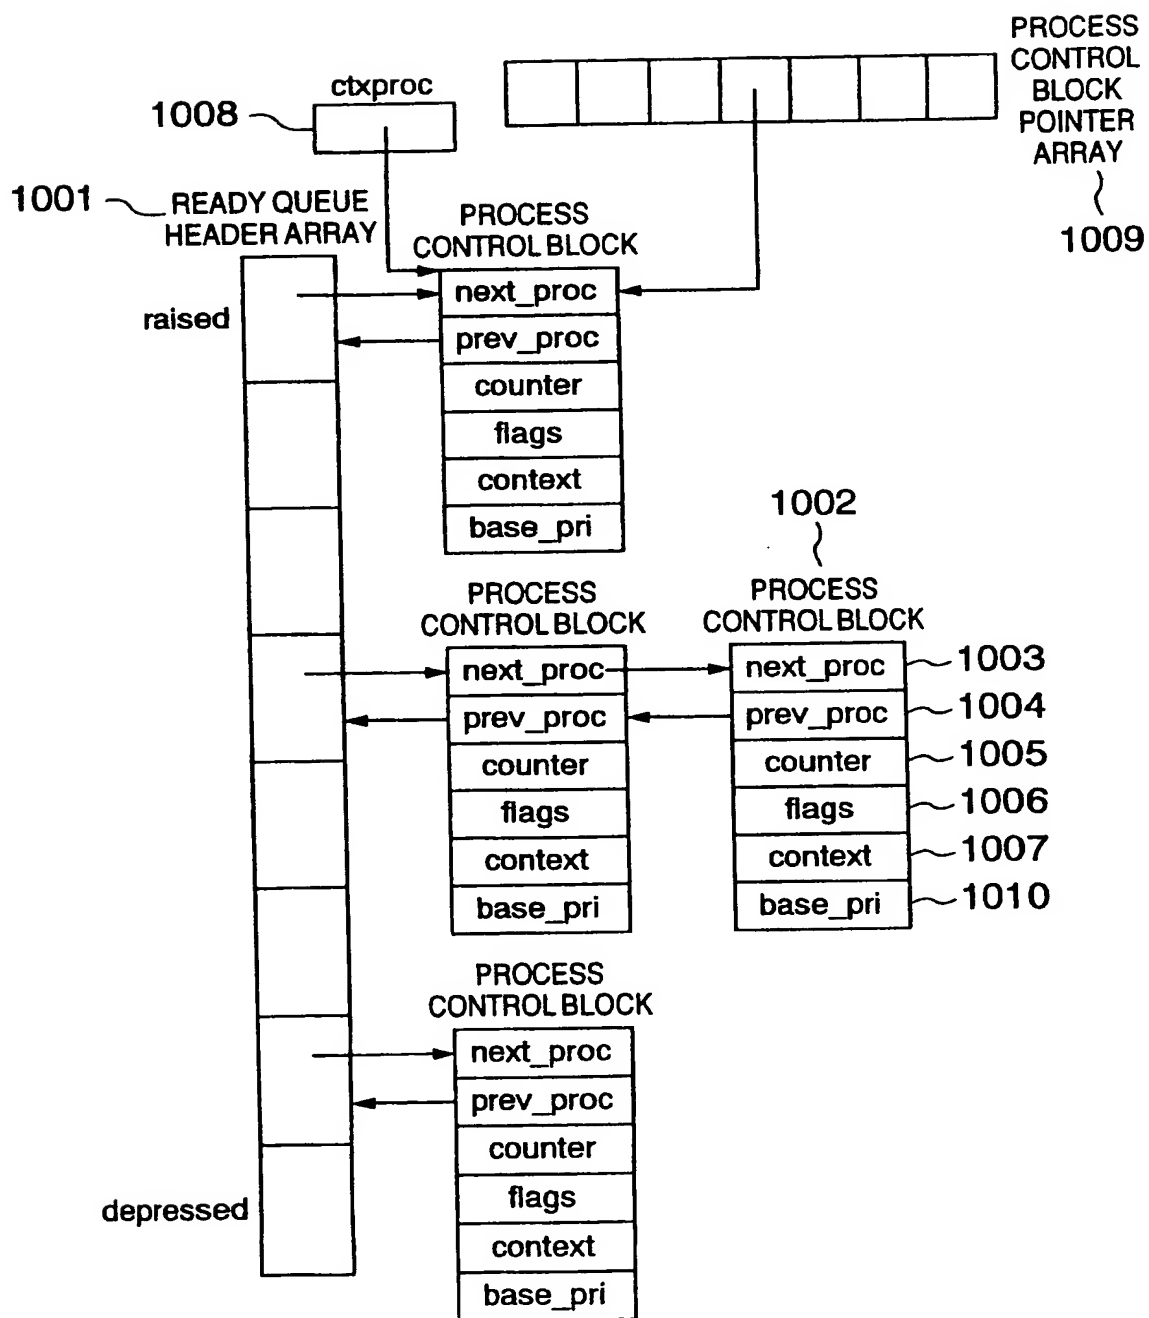 PROCESS
CONTROL
BLOCK
POINTER
ARRAY
1009
ctxproc
1008
1001
READY QUEUE
HEADER ARRAY
PROCESS
CONTROL BLOCK
raised
next_proc
prev_proc
counter
flags
context
base_pri
1002
PROCESS
CONTROL BLOCK
next_proc
prev_proc
counter
flags
context
base_pri
PROCESS
CONTROL BLOCK
next_proc
1003
prev_proc
1004
counter
1005
flags
1006
context
1007
base_pri
1010
PROCESS
CONTROL BLOCK
next_proc
prev_proc
counter
flags
context
base_pri
depressed